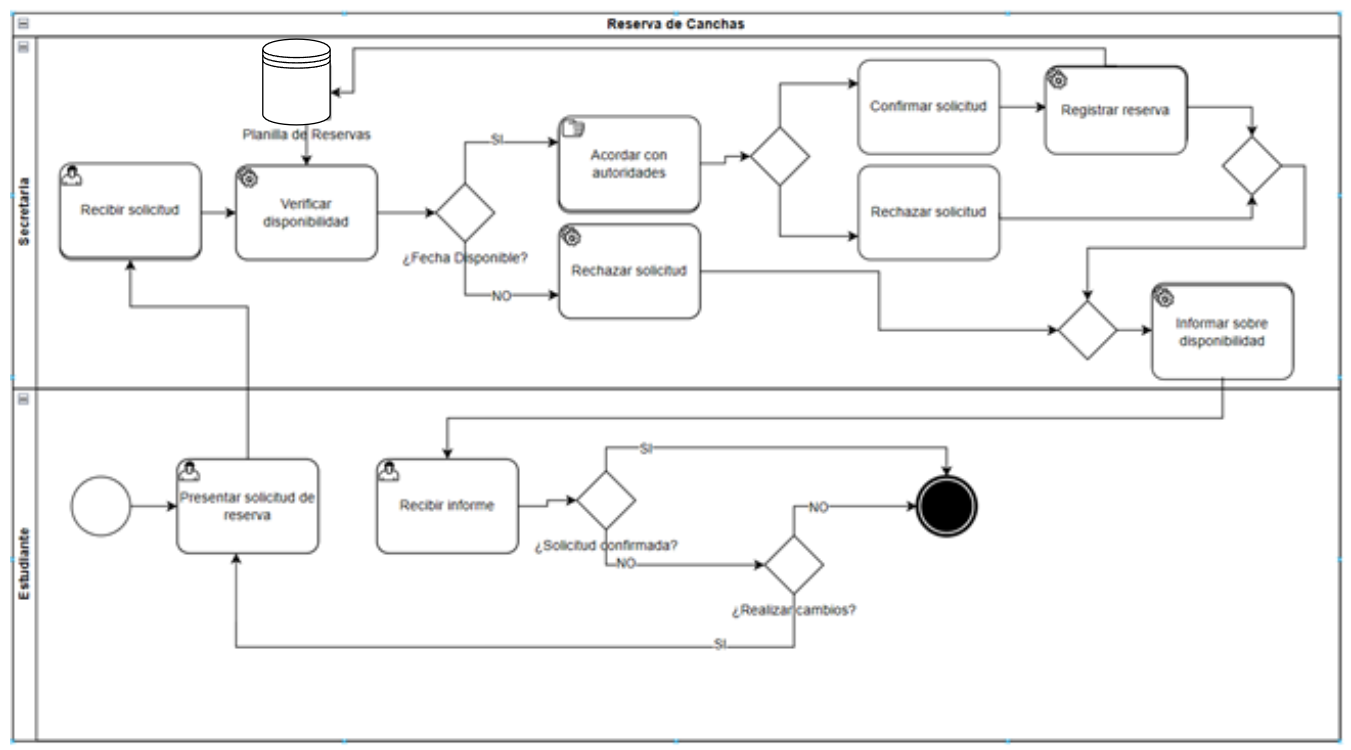 Reserva de Canchas
Secretaria
Planilla de Reservas
Recibir solicitud
Verificar
disponibilidad
¿Fecha Disponible?
SI
NO
Acordar con
autoridades
Rechazar solicitud
Confirmar solicitud
Rechazar solicitud
Registrar reserva
Informar sobre
disponibilidad
Estudiante
Presentar solicitud de
reserva
Recibir informe
¿Solicitud confirmada?
SI
NO
¿Realizar cambios?
NO
SI